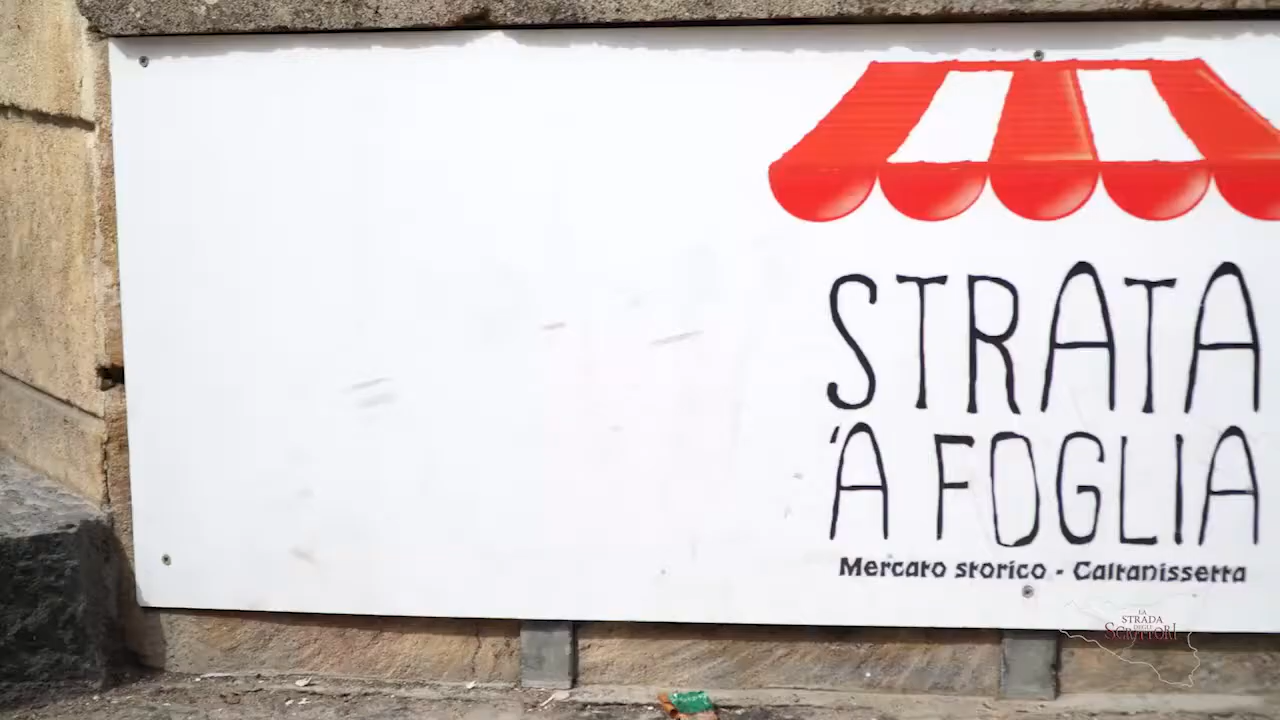 STRATA
'A FOGLIA
Mercato storico - Caltanissetta
LA
STRADA
DEGLI
SCRITTORI